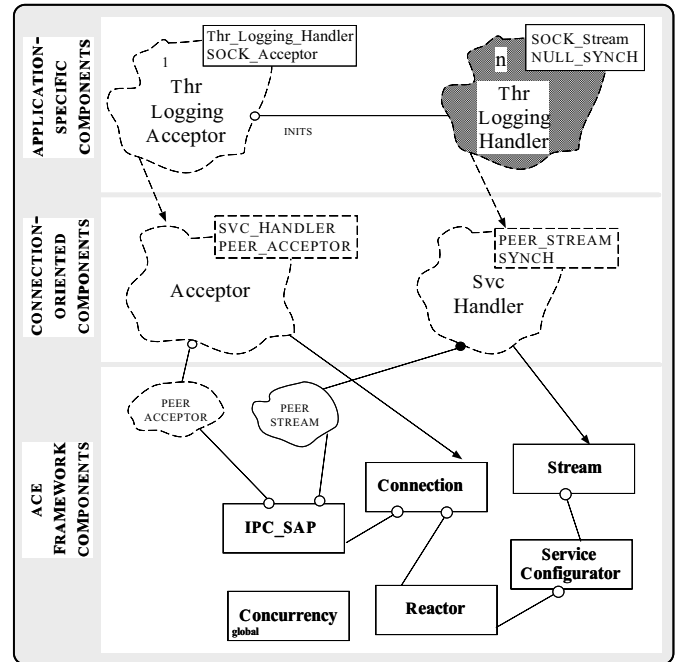 APPLICATION-
SPECIFIC
COMPONENTS
Thr_Logging_Handler
SOCK_Acceptor
1
Thr
Logging
Acceptor
INITS
SOCK_Stream
NULL_SYNCH
n
Thr
Logging
Handler
CONNECTION-
ORIENTED
COMPONENTS
SVC_HANDLER
PEER_ACCEPTOR
Acceptor
PEER_STREAM
SYNCH
Svc
Handler
ACE
FRAMEWORK
COMPONENTS
PEER
ACCEPTOR
PEER
STREAM
Connection
Stream
IPC_SAP
Service
Configurator
Concurrency
global
Reactor